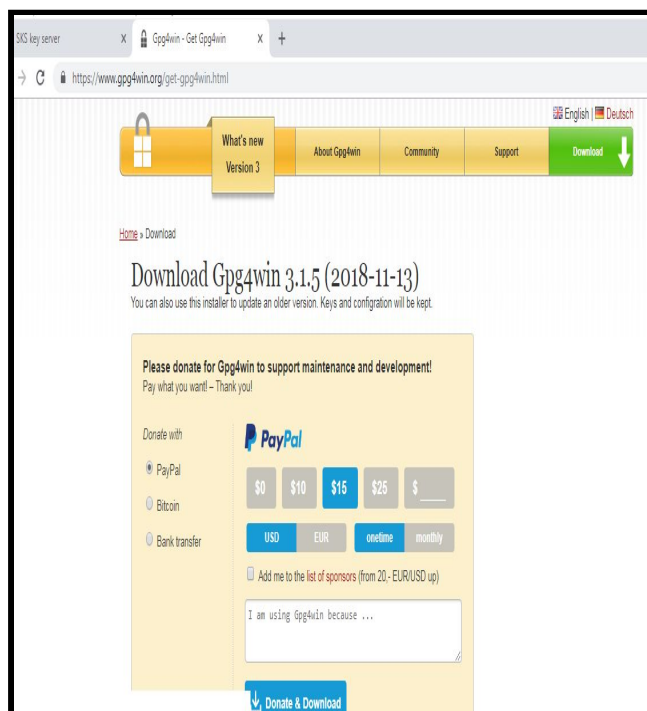 SKS key server
Gpg4win - Get Gpg4win
https://www.gpg4win.org/get-gpg4win.html
English | Deutsch
What's new
Version 3
About Gpg4win
Community
Support
Download
Home » Download
Download Gpg4win 3.1.5 (2018-11-13)
You can also use this installer to update an older version. Keys and configration will be kept.
Please donate for Gpg4win to support maintenance and development!
Pay what you want! – Thank you!
Donate with
PayPal
Bitcoin
Bank transfer
PayPal
$0 $10 $15 $25 $ ____
USD EUR onetime monthly
Add me to the list of sponsors (from 20,- EUR/USD up)
I am using Gpg4win because ...
Donate & Download